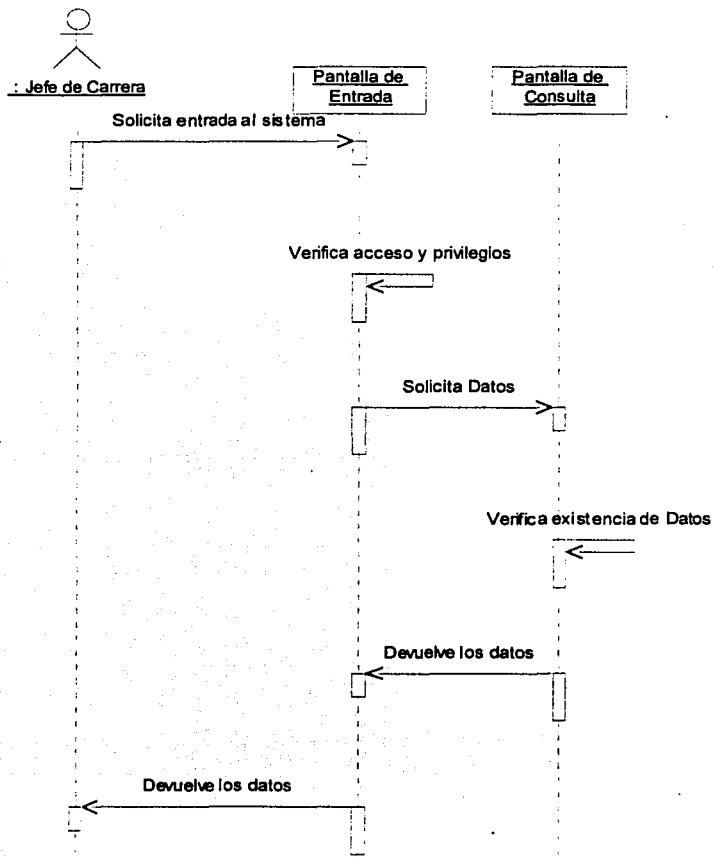 : Jefe de Carrera
Pantalla de
Entrada
Pantalla de
Consulta
Solicita entrada al sistema
Verifica acceso y privilegios
Solicita Datos
Verifica existencia de Datos
Devuelve los datos
Devuelve los datos